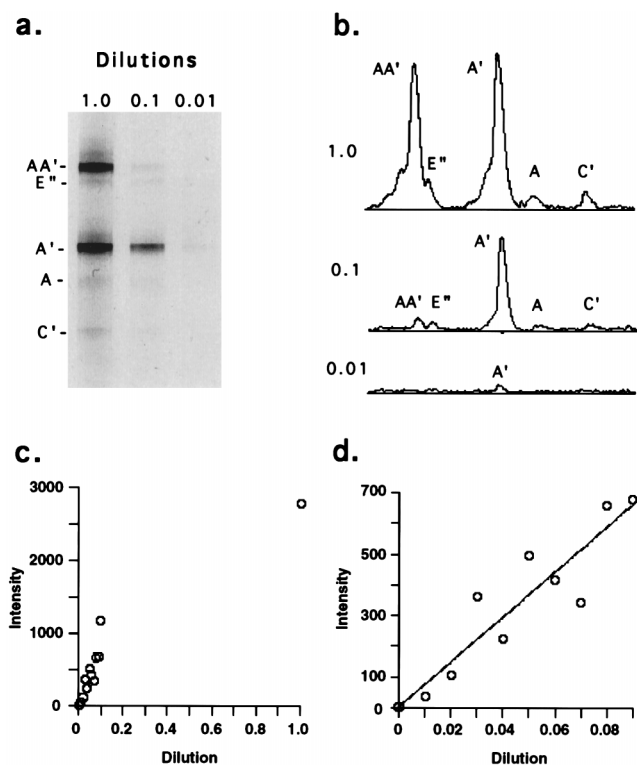 a.
Dilutions
1.0 0.1 0.01
AA'-
E"-
A'-
A-
C'-
b.
AA'
E"
A'
A
C'
1.0
A'
AA' E" A C'
0.1
A'
0.01
c.
3000
2000
1000
0
Intensity
0 0.2 0.4 0.6 0.8 1.0
Dilution
d.
700
500
300
100
0
Intensity
0 0.02 0.04 0.06 0.08
Dilution